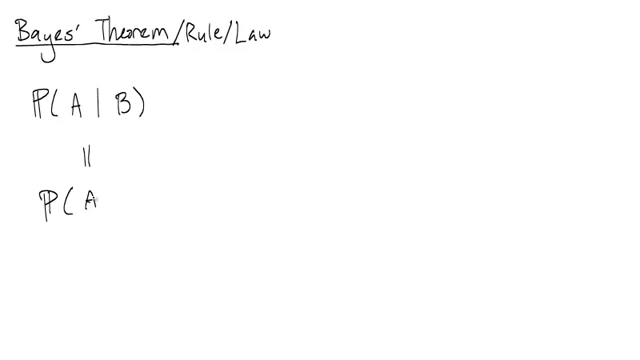 Bayes' Theorem/Rule/Law
ℙ( A | B )
||
ℙ( A